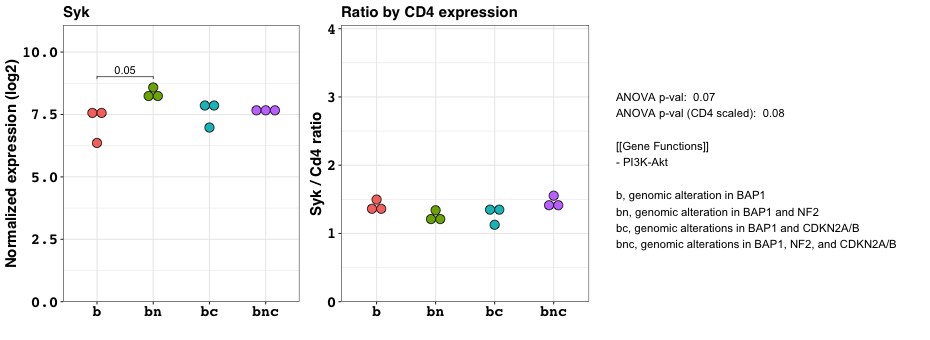 Syk
Normalized expression (log2)
10.0
7.5
5.0
2.5
0.0
0.05
b
bn
bc
bnc
Ratio by CD4 expression
Syk / Cd4 ratio
4
3
2
1
0
b
bn
bc
bnc
ANOVA p-val:  0.07
ANOVA p-val (CD4 scaled):  0.08
[[Gene Functions]]
- PI3K-Akt
b, genomic alteration in BAP1
bn, genomic alteration in BAP1 and NF2
bc, genomic alterations in BAP1 and CDKN2A/B
bnc, genomic alterations in BAP1, NF2, and CDKN2A/B